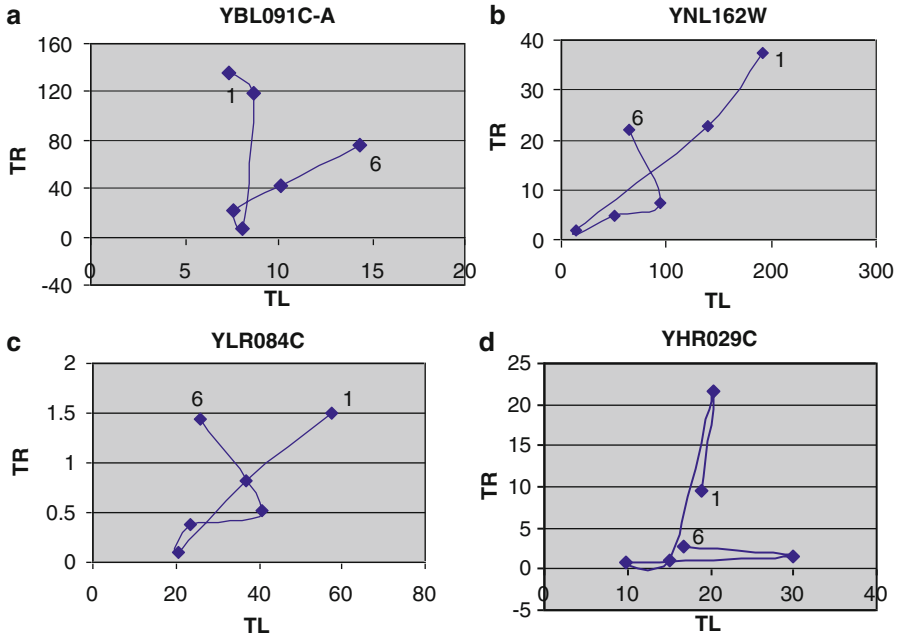 a
YBL091C-A
TR
160
120
80
40
0
-40
0 5 10 15 20
TL
1
6
b
YNL162W
TR
40
30
20
10
0
0 100 200 300
TL
1
6
c
YLR084C
TR
2
1.5
1
0.5
0
0 20 40 60 80
TL
6
1
d
YHR029C
TR
25
20
15
10
5
0
-5
0 10 20 30 40
TL
1
6